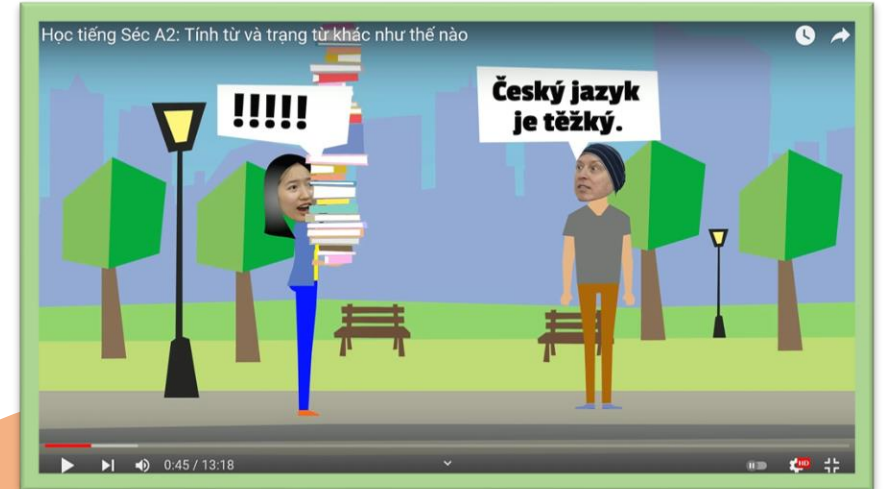 Học tiếng Séc A2: Tính từ và trạng từ khác như thế nào
!!!!!
Český jazyk
je těžký.
0:45 / 13:18
HD